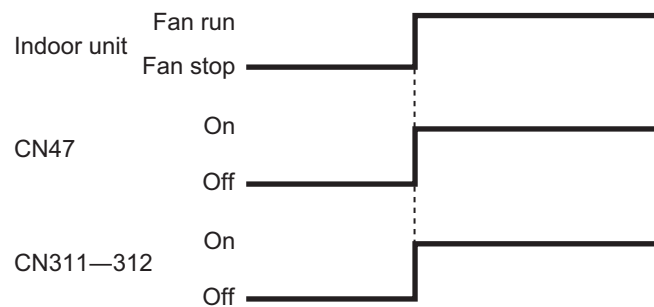 Fan run
Indoor unit
Fan stop
On
CN47
Off
On
CN311—312
Off